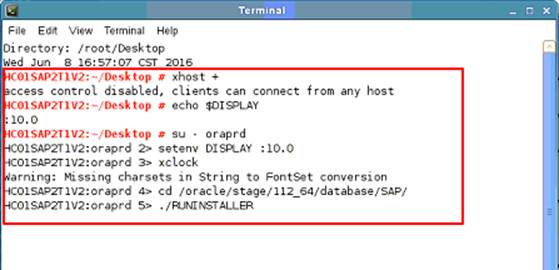 Terminal
File Edit View Terminal Help
Directory: /root/Desktop
Wed Jun  8 16:57:07 CST 2016
HC01SAP2T1V2:~/Desktop # xhost +
access control disabled, clients can connect from any host
HC01SAP2T1V2:~/Desktop # echo $DISPLAY
:10.0
HC01SAP2T1V2:~/Desktop # su - oraprd
HC01SAP2T1V2:oraprd 2> setenv DISPLAY :10.0
HC01SAP2T1V2:oraprd 3> xclock
Warning: Missing charsets in String to FontSet conversion
HC01SAP2T1V2:oraprd 4> cd /oracle/stage/112_64/database/SAP/
HC01SAP2T1V2:oraprd 5> ./RUNINSTALLER